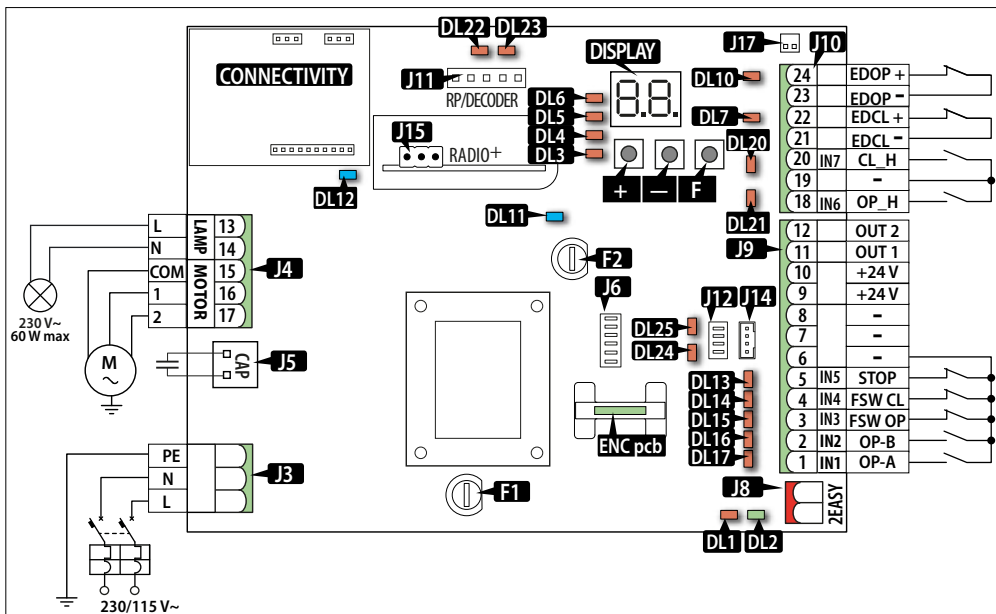 DL22 DL23
CONNECTIVITY
J11
RP/DECODER
DISPLAY
8.8.
J17
J10
DL10
DL6
DL5
DL4
DL3
DL7
J15
RADIO+
+ — F
DL20
DL21
DL12
DL11
24 EDOP +
23 EDOP −
22 EDCL +
21 EDCL −
20 IN7 CL_H
19 −
18 IN6 OP_H
J9
12 OUT 2
11 OUT 1
10 +24 V
9 +24 V
8 −
7 −
6 −
5 IN5 STOP
4 IN4 FSW CL
3 IN3 FSW OP
2 IN2 OP-B
1 IN1 OP-A
L LAMP 13
N 14
COM MOTOR 15
1 16
2 17
J4
230 V~
60 W max
M
~
CAP
J5
F2
J6
J12
J14
DL25
DL24
DL13
DL14
DL15
DL16
DL17
ENC pcb
PE
N
L
J3
F1
J8
2EASY
DL1 DL2
230/115 V~